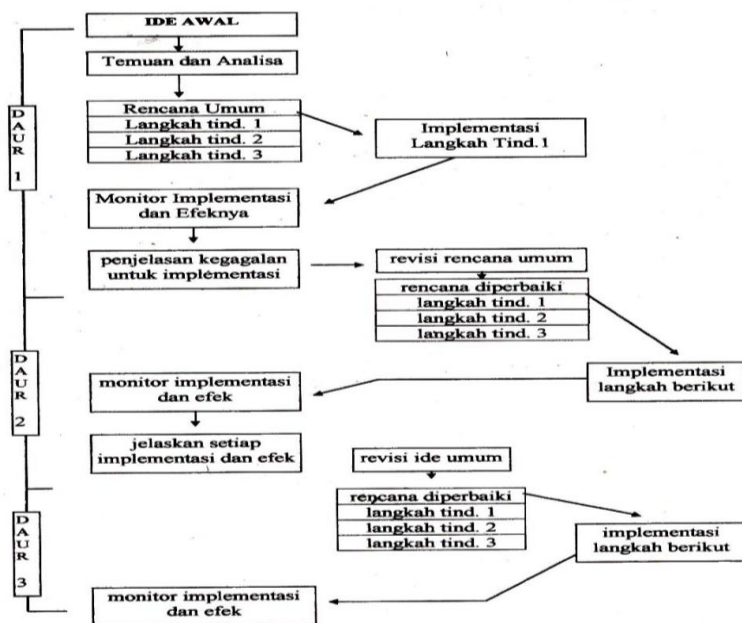 IDE AWAL
Temuan dan Analisa
Rencana Umum
Langkah tind. 1
Langkah tind. 2
Langkah tind. 3
Implementasi
Langkah Tind.1
DAUR 1
Monitor Implementasi
dan Efeknya
penjelasan kegagalan
untuk implementasi
revisi rencana umum
rencana diperbaiki
langkah tind. 1
langkah tind. 2
langkah tind. 3
DAUR 2
Implementasi
langkah berikut
monitor implementasi
dan efek
jelaskan setiap
implementasi dan efek
revisi ide umum
rencana diperbaiki
langkah tind. 1
langkah tind. 2
langkah tind. 3
DAUR 3
implementasi
langkah berikut
monitor implementasi
dan efek